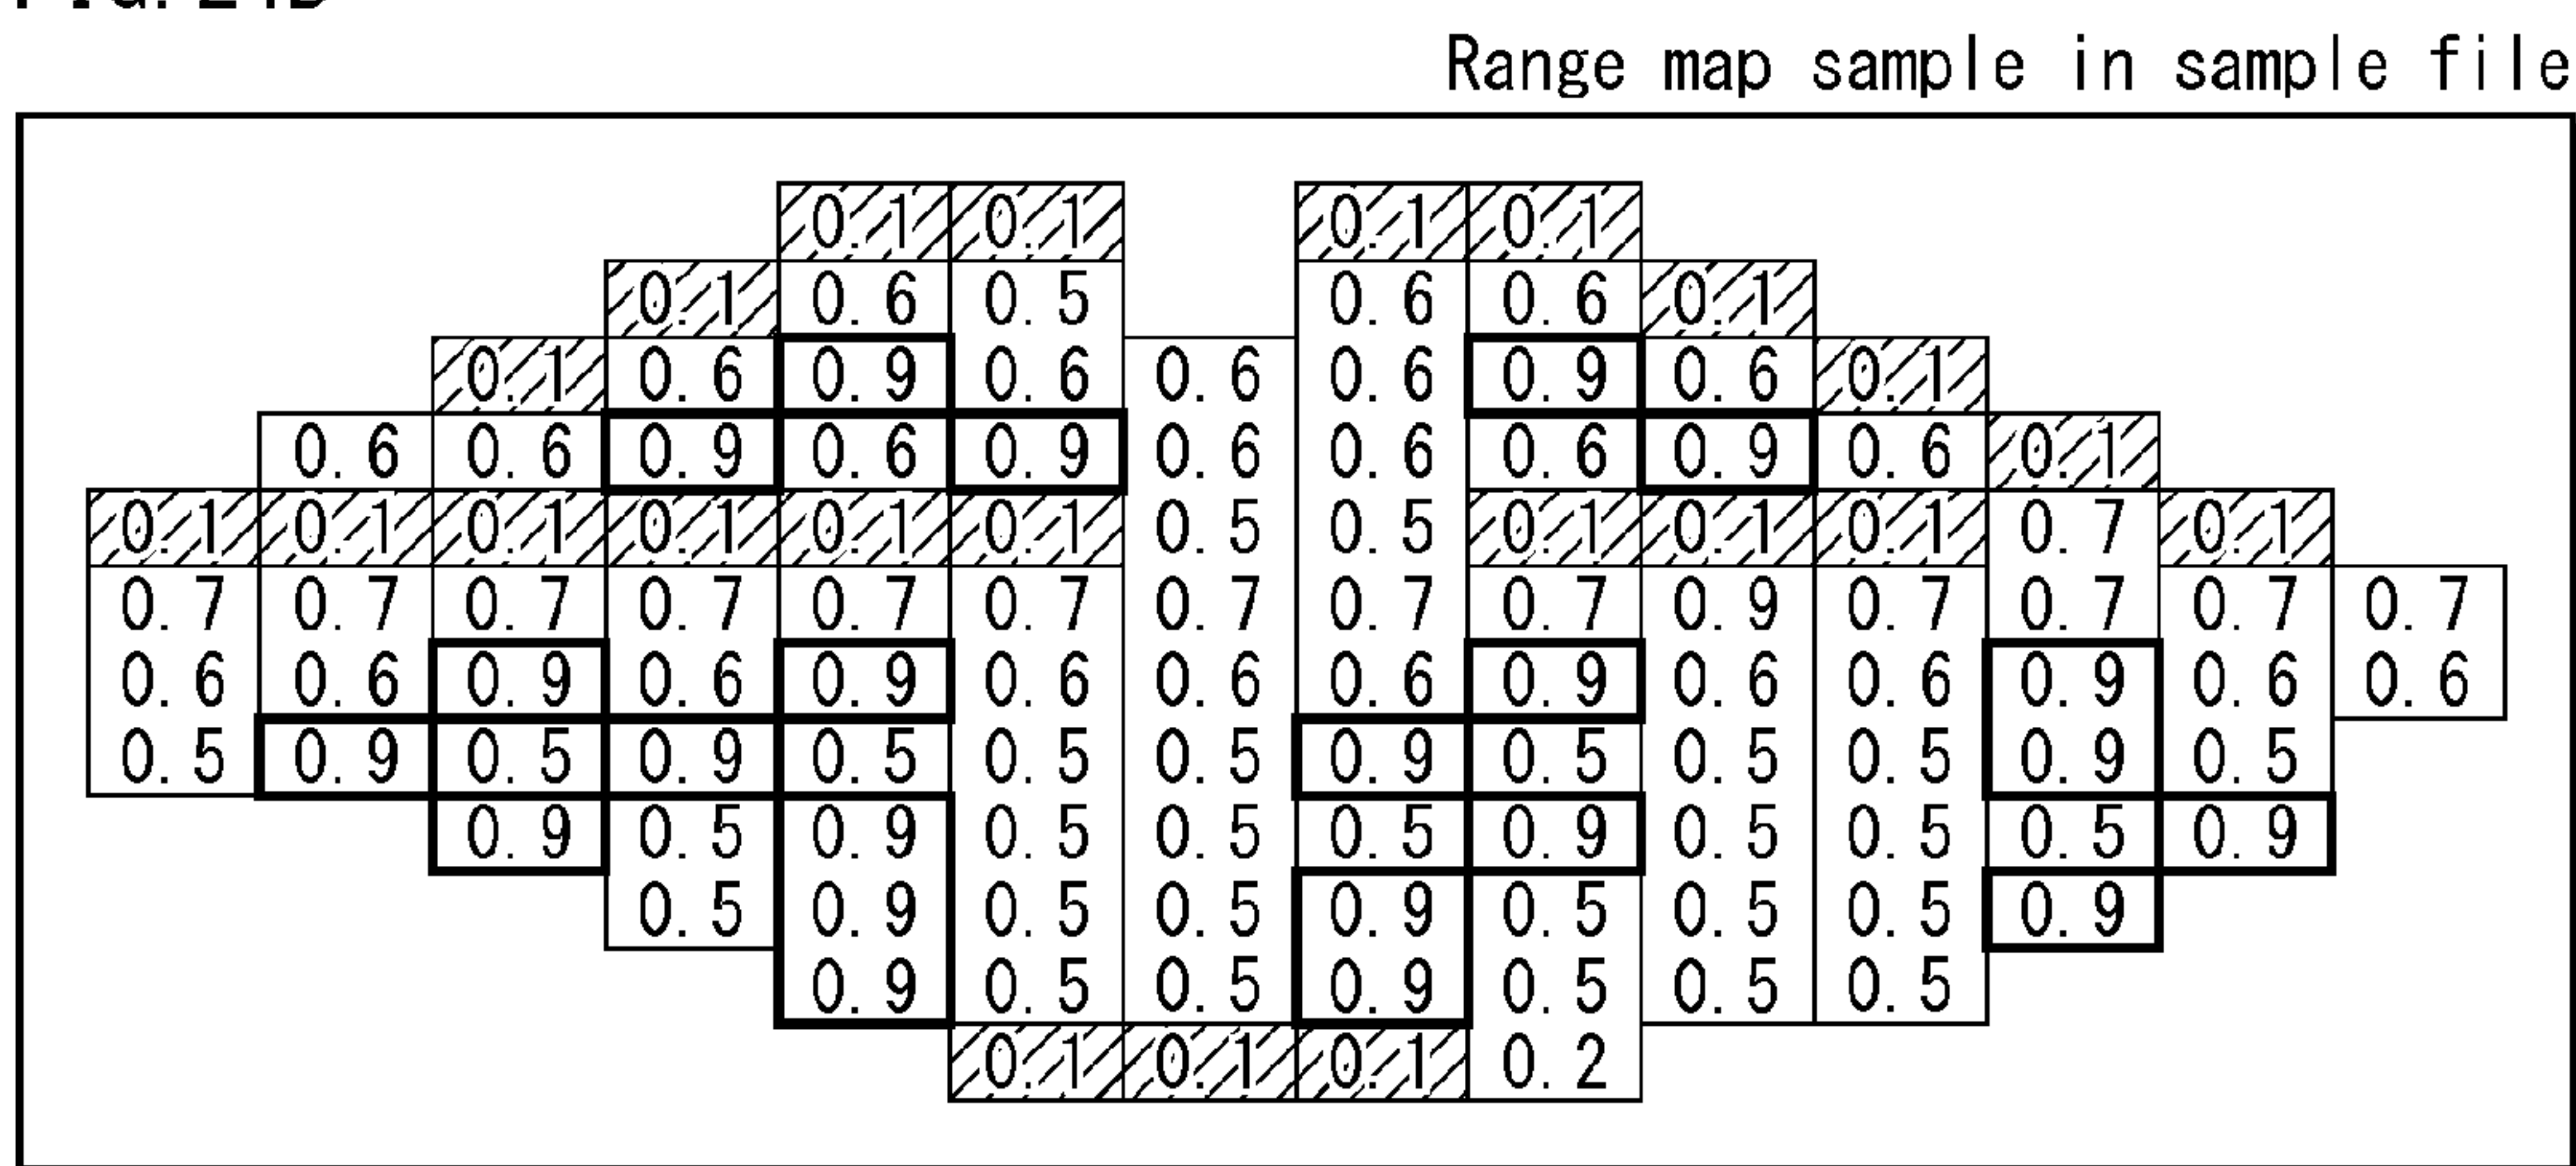 Range map sample in sample file
0.1 0.1 0.1 0.1
0.1 0.6 0.5 0.6 0.6 0.1
0.1 0.6 0.9 0.6 0.6 0.6 0.9 0.6 0.1
0.6 0.6 0.9 0.6 0.9 0.6 0.6 0.6 0.9 0.6 0.1
0.1 0.1 0.1 0.1 0.1 0.1 0.5 0.5 0.1 0.1 0.1 0.7 0.1
0.7 0.7 0.7 0.7 0.7 0.7 0.7 0.7 0.7 0.9 0.7 0.7 0.7 0.7
0.6 0.6 0.9 0.6 0.9 0.6 0.6 0.6 0.9 0.6 0.6 0.9 0.6 0.6
0.5 0.9 0.5 0.9 0.5 0.5 0.5 0.9 0.5 0.5 0.5 0.9 0.5
0.9 0.5 0.9 0.5 0.5 0.5 0.9 0.5 0.5 0.5 0.9
0.5 0.9 0.5 0.5 0.9 0.5 0.5 0.5 0.9
0.9 0.5 0.5 0.9 0.5 0.5 0.5
0.1 0.1 0.1 0.2